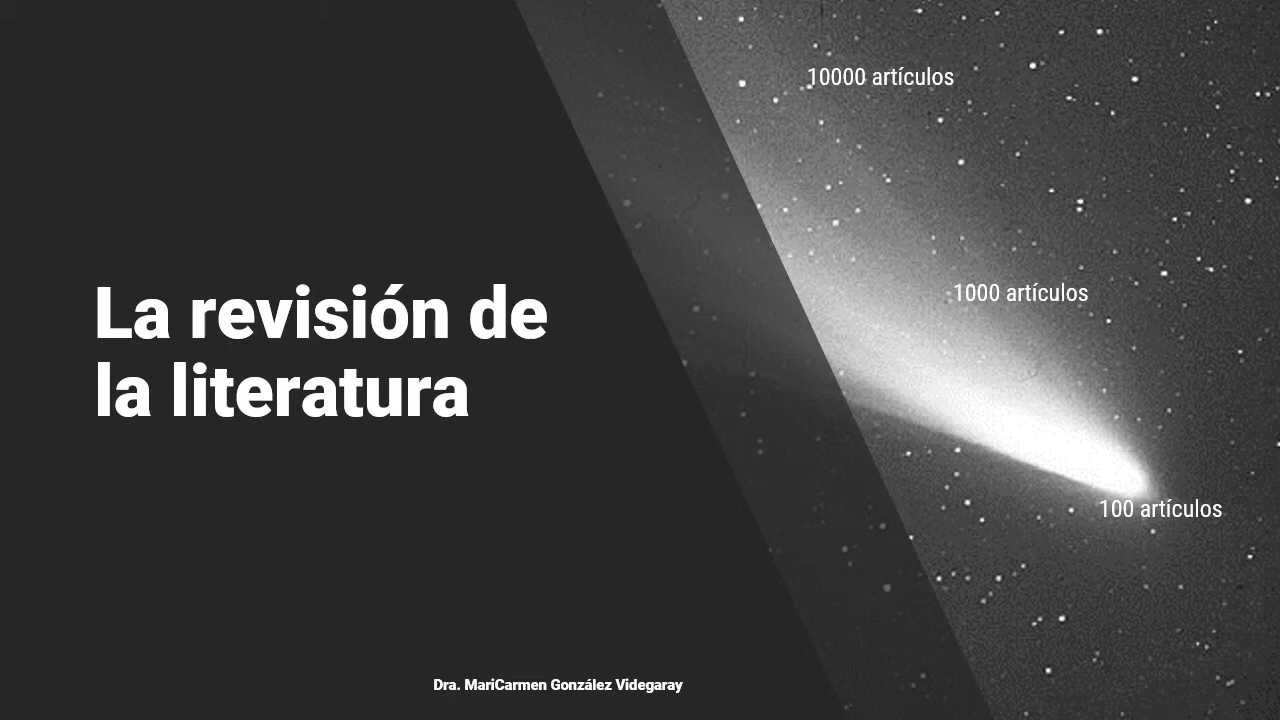 La revisión de
la literatura
10000 artículos
1000 artículos
100 artículos
Dra. MariCarmen González Videgaray